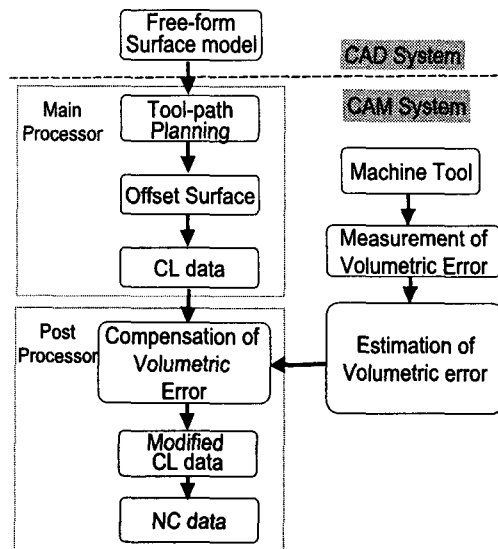 Free-form
Surface model
CAD System
CAM System
Main
Processor
Tool-path
Planning
Offset Surface
CL data
Machine Tool
Measurement of
Volumetric Error
Estimation of
Volumetric error
Post
Processor
Compensation of
Volumetric
Error
Modified
CL data
NC data